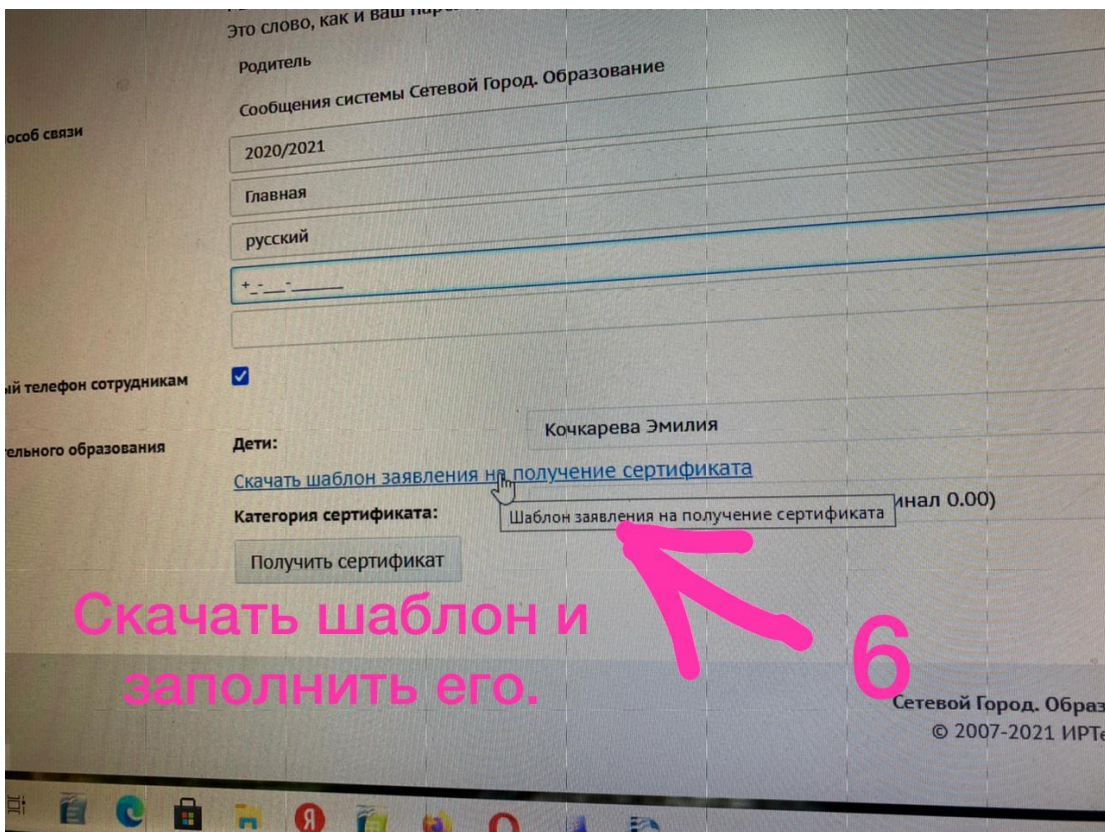 Это слово, как и ваш
Родитель
Сообщения системы Сетевой Город. Образование
особ связи
2020/2021
Главная
русский
+_-___-______
ый телефон сотрудникам
тельного образования
Дети:
Кочкарева Эмилия
Скачать шаблон заявления на получение сертификата
Категория сертификата:
Шаблон заявления на получение сертификата
инал 0.00)
Получить сертификат
Скачать шаблон и
заполнить его.
6
Сетевой Город. Образ
© 2007-2021 ИРТе